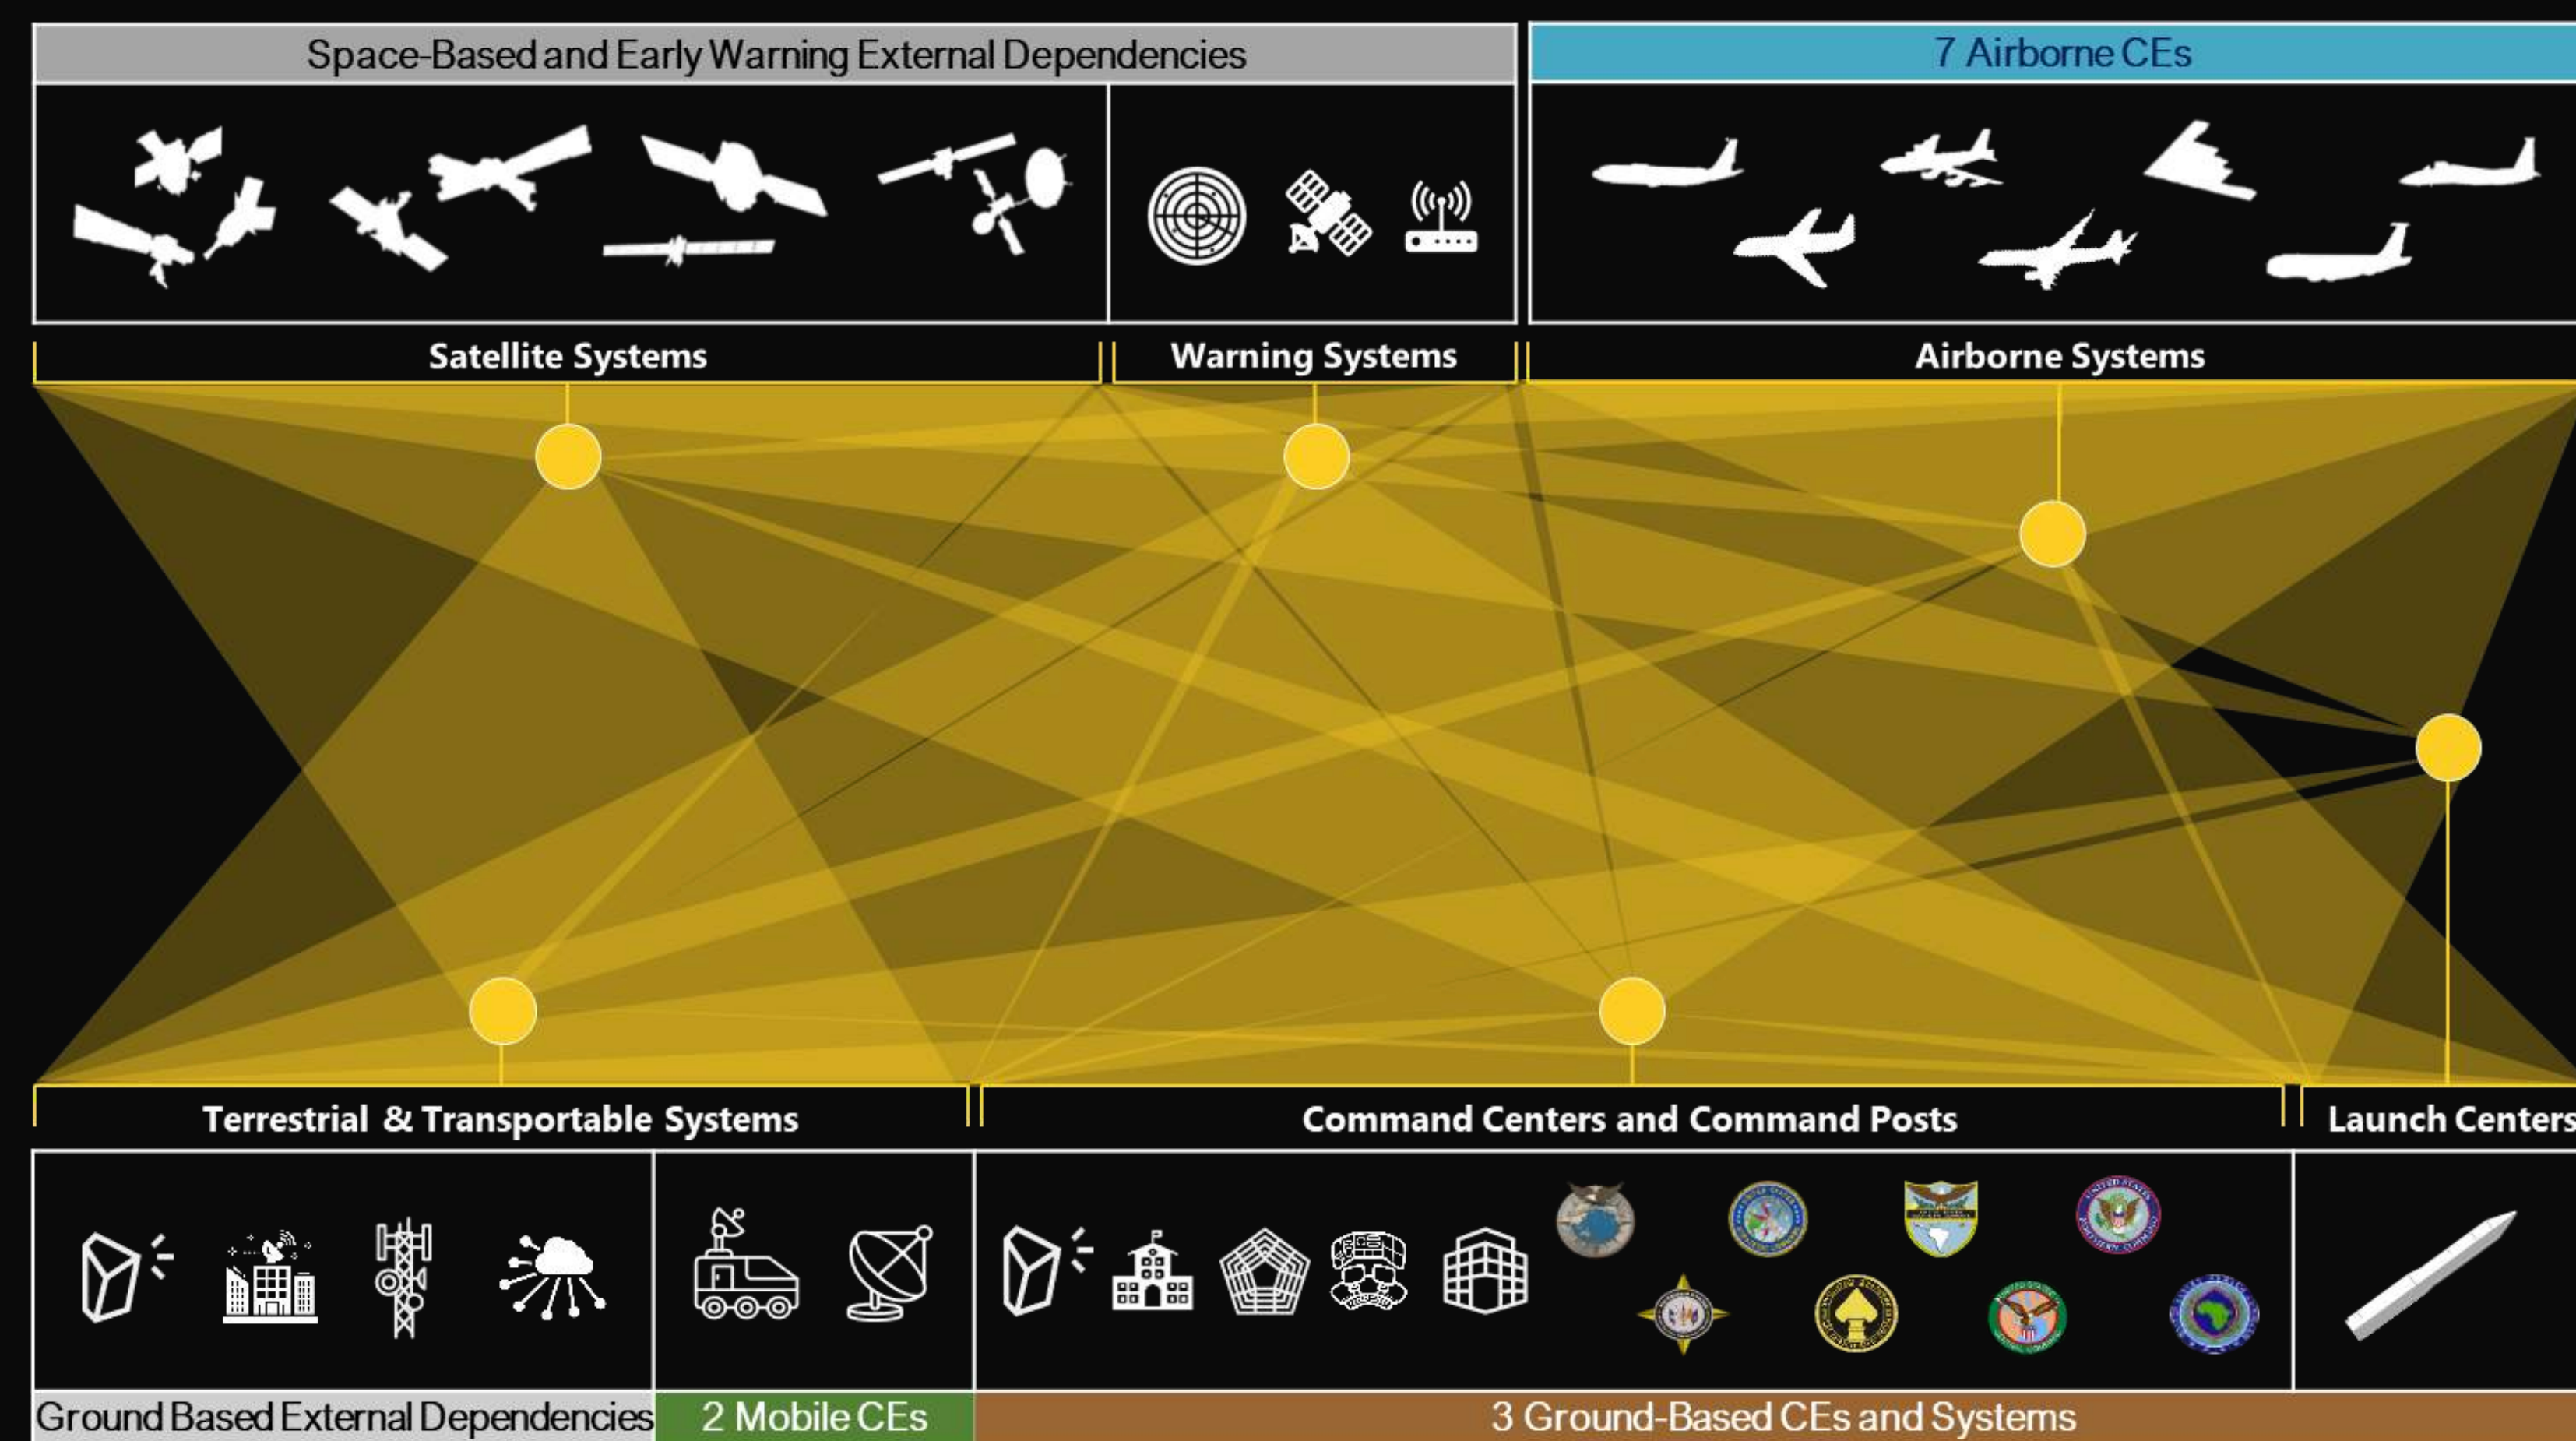 Space-Based and Early Warning External Dependencies
7 Airborne CEs
Satellite Systems
Warning Systems
Airborne Systems
Terrestrial & Transportable Systems
Command Centers and Command Posts
Launch Centers
Ground Based External Dependencies
2 Mobile CEs
3 Ground-Based CEs and Systems